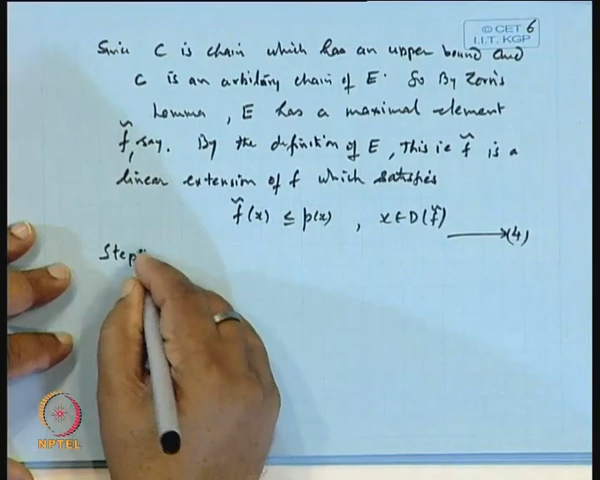 © CET 6
I.I.T. KGP
Since C is chain which has an upper bound and
C is an arbitrary chain of E. So By Zorn's
Lemma, E has a maximal element
f̃, say. By the definition of E, this ie f̃ is a
linear extension of f which satisfies
f̃(x) ≤ p(x) , x ∈ D(f̃) ⟶ (4)
Step
NPTEL